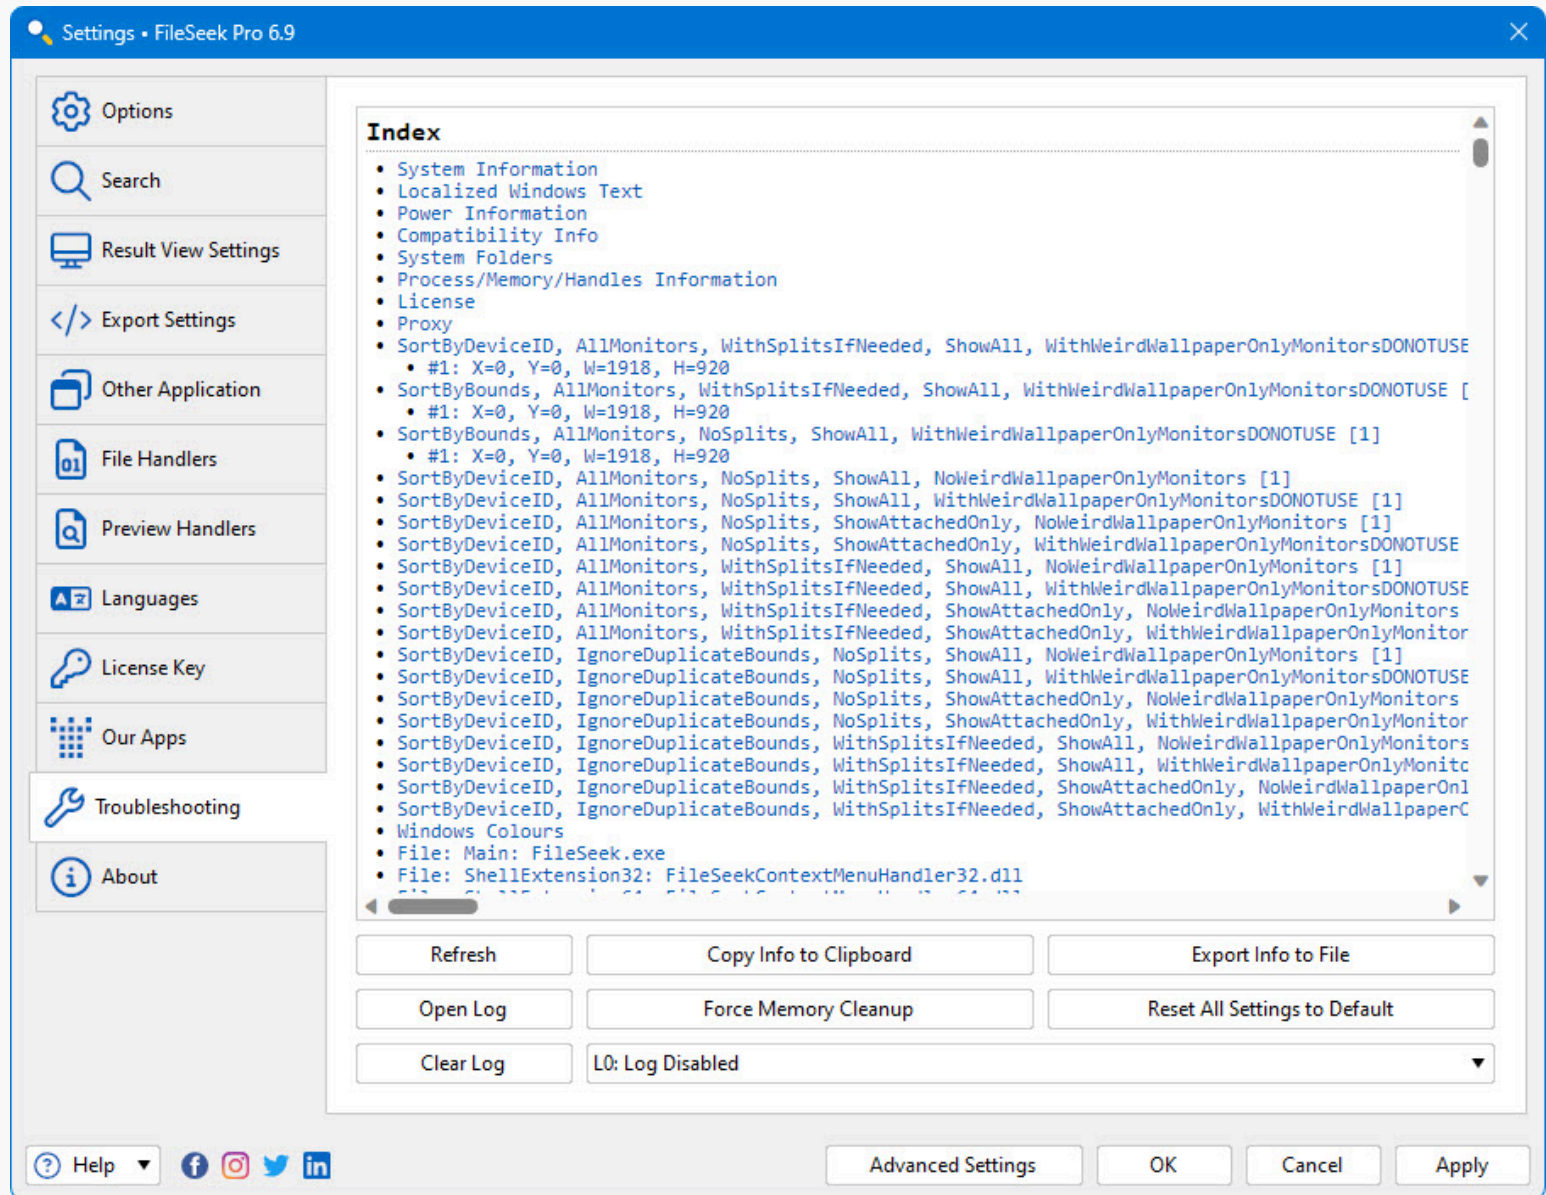 Settings • FileSeek Pro 6.9
Options
Search
Result View Settings
Export Settings
Other Application
File Handlers
Preview Handlers
Languages
License Key
Our Apps
Troubleshooting
About
Index
• System Information
• Localized Windows Text
• Power Information
• Compatibility Info
• System Folders
• Process/Memory/Handles Information
• License
• Proxy
• SortByDeviceID, AllMonitors, WithSplitsIfNeeded, ShowAll, WithWeirdWallpaperOnlyMonitorsDONOTUSE
• #1: X=0, Y=0, W=1918, H=920
• SortByBounds, AllMonitors, WithSplitsIfNeeded, ShowAll, WithWeirdWallpaperOnlyMonitorsDONOTUSE [
• #1: X=0, Y=0, W=1918, H=920
• SortByBounds, AllMonitors, NoSplits, ShowAll, WithWeirdWallpaperOnlyMonitorsDONOTUSE [1]
• #1: X=0, Y=0, W=1918, H=920
• SortByDeviceID, AllMonitors, NoSplits, ShowAll, NoWeirdWallpaperOnlyMonitors [1]
• SortByDeviceID, AllMonitors, NoSplits, ShowAll, WithWeirdWallpaperOnlyMonitorsDONOTUSE [1]
• SortByDeviceID, AllMonitors, NoSplits, ShowAttachedOnly, NoWeirdWallpaperOnlyMonitors [1]
• SortByDeviceID, AllMonitors, NoSplits, ShowAttachedOnly, WithWeirdWallpaperOnlyMonitorsDONOTUSE
• SortByDeviceID, AllMonitors, WithSplitsIfNeeded, ShowAll, NoWeirdWallpaperOnlyMonitors [1]
• SortByDeviceID, AllMonitors, WithSplitsIfNeeded, ShowAll, WithWeirdWallpaperOnlyMonitorsDONOTUSE
• SortByDeviceID, AllMonitors, WithSplitsIfNeeded, ShowAttachedOnly, NoWeirdWallpaperOnlyMonitors
• SortByDeviceID, AllMonitors, WithSplitsIfNeeded, ShowAttachedOnly, WithWeirdWallpaperOnlyMonitor
• SortByDeviceID, IgnoreDuplicateBounds, NoSplits, ShowAll, NoWeirdWallpaperOnlyMonitors [1]
• SortByDeviceID, IgnoreDuplicateBounds, NoSplits, ShowAll, WithWeirdWallpaperOnlyMonitorsDONOTUSE
• SortByDeviceID, IgnoreDuplicateBounds, NoSplits, ShowAttachedOnly, NoWeirdWallpaperOnlyMonitors
• SortByDeviceID, IgnoreDuplicateBounds, NoSplits, ShowAttachedOnly, WithWeirdWallpaperOnlyMonitor
• SortByDeviceID, IgnoreDuplicateBounds, WithSplitsIfNeeded, ShowAll, NoWeirdWallpaperOnlyMonitors
• SortByDeviceID, IgnoreDuplicateBounds, WithSplitsIfNeeded, ShowAll, WithWeirdWallpaperOnlyMonito
• SortByDeviceID, IgnoreDuplicateBounds, WithSplitsIfNeeded, ShowAttachedOnly, NoWeirdWallpaperOnl
• SortByDeviceID, IgnoreDuplicateBounds, WithSplitsIfNeeded, ShowAttachedOnly, WithWeirdWallpaperO
• Windows Colours
• File: Main: FileSeek.exe
• File: ShellExtension32: FileSeekContextMenuHandler32.dll
Refresh
Copy Info to Clipboard
Export Info to File
Open Log
Force Memory Cleanup
Reset All Settings to Default
Clear Log
L0: Log Disabled
Help
Advanced Settings
OK
Cancel
Apply